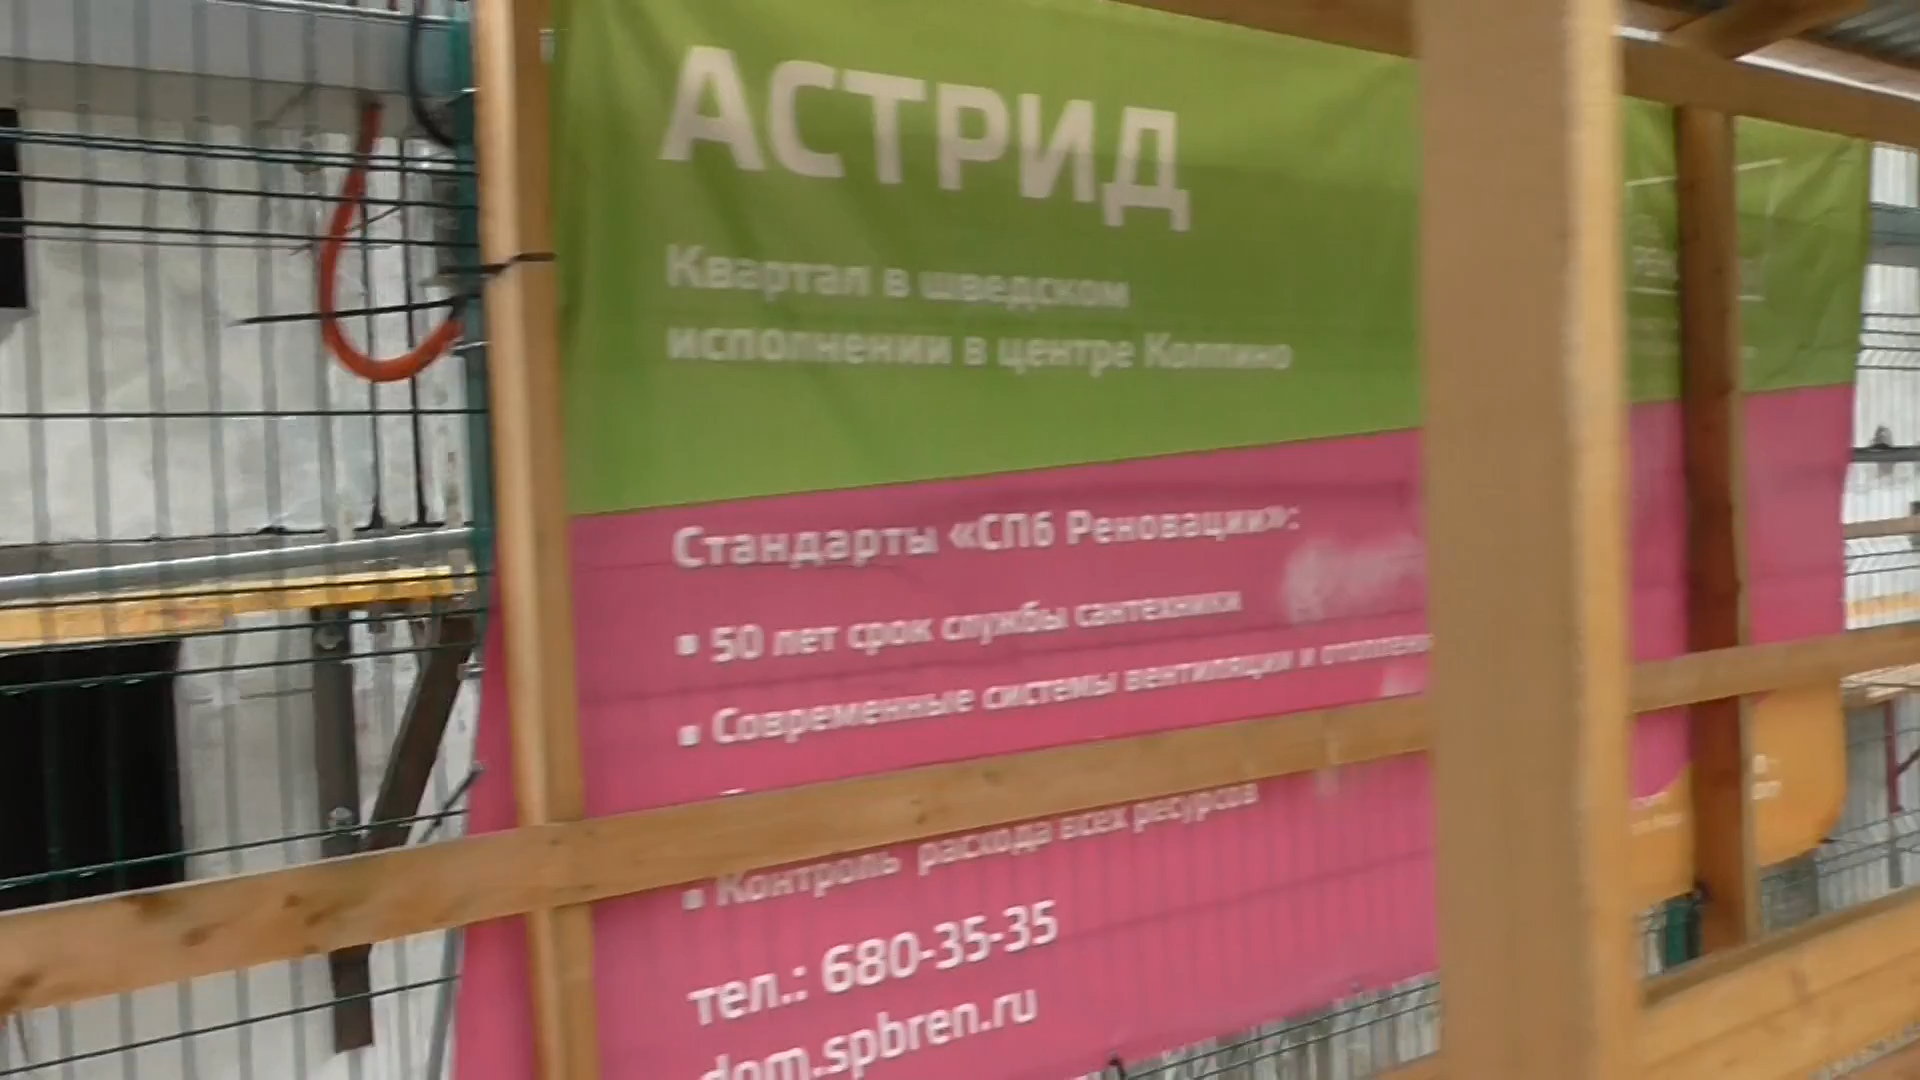 АСТРИД
Квартал в шведском
исполнении в центре Колпино
Стандарты «СПб Реновации»:
▪ 50 лет срок службы сантехники
▪ Современные системы вентиляции и
▪ Контроль расхода всех ресурсов
тел.: 680-35-35
dom.spbren.ru